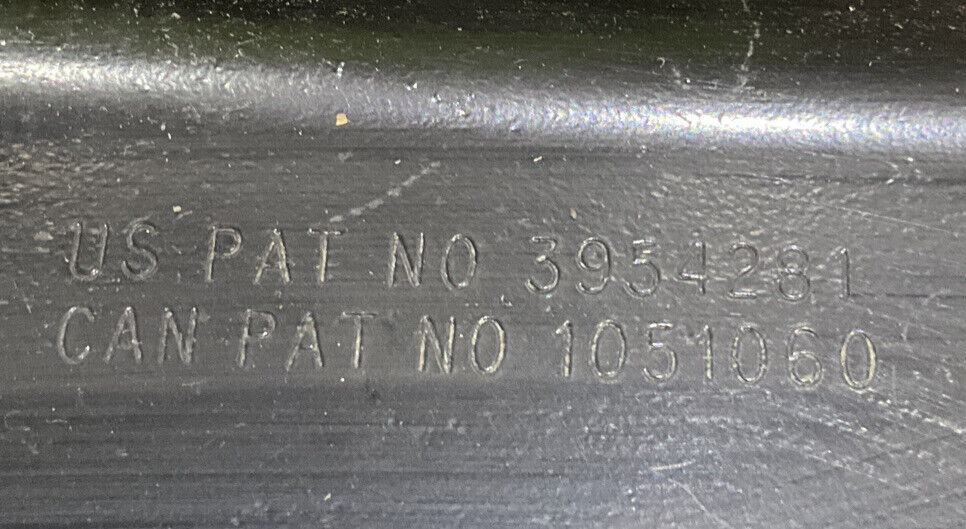 US PAT NO 3954281
CAN PAT NO 1051060